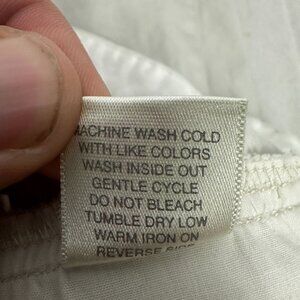 MACHINE WASH COLD
WITH LIKE COLORS
WASH INSIDE OUT
GENTLE CYCLE
DO NOT BLEACH
TUMBLE DRY LOW
WARM IRON ON
REVERSE SIDE